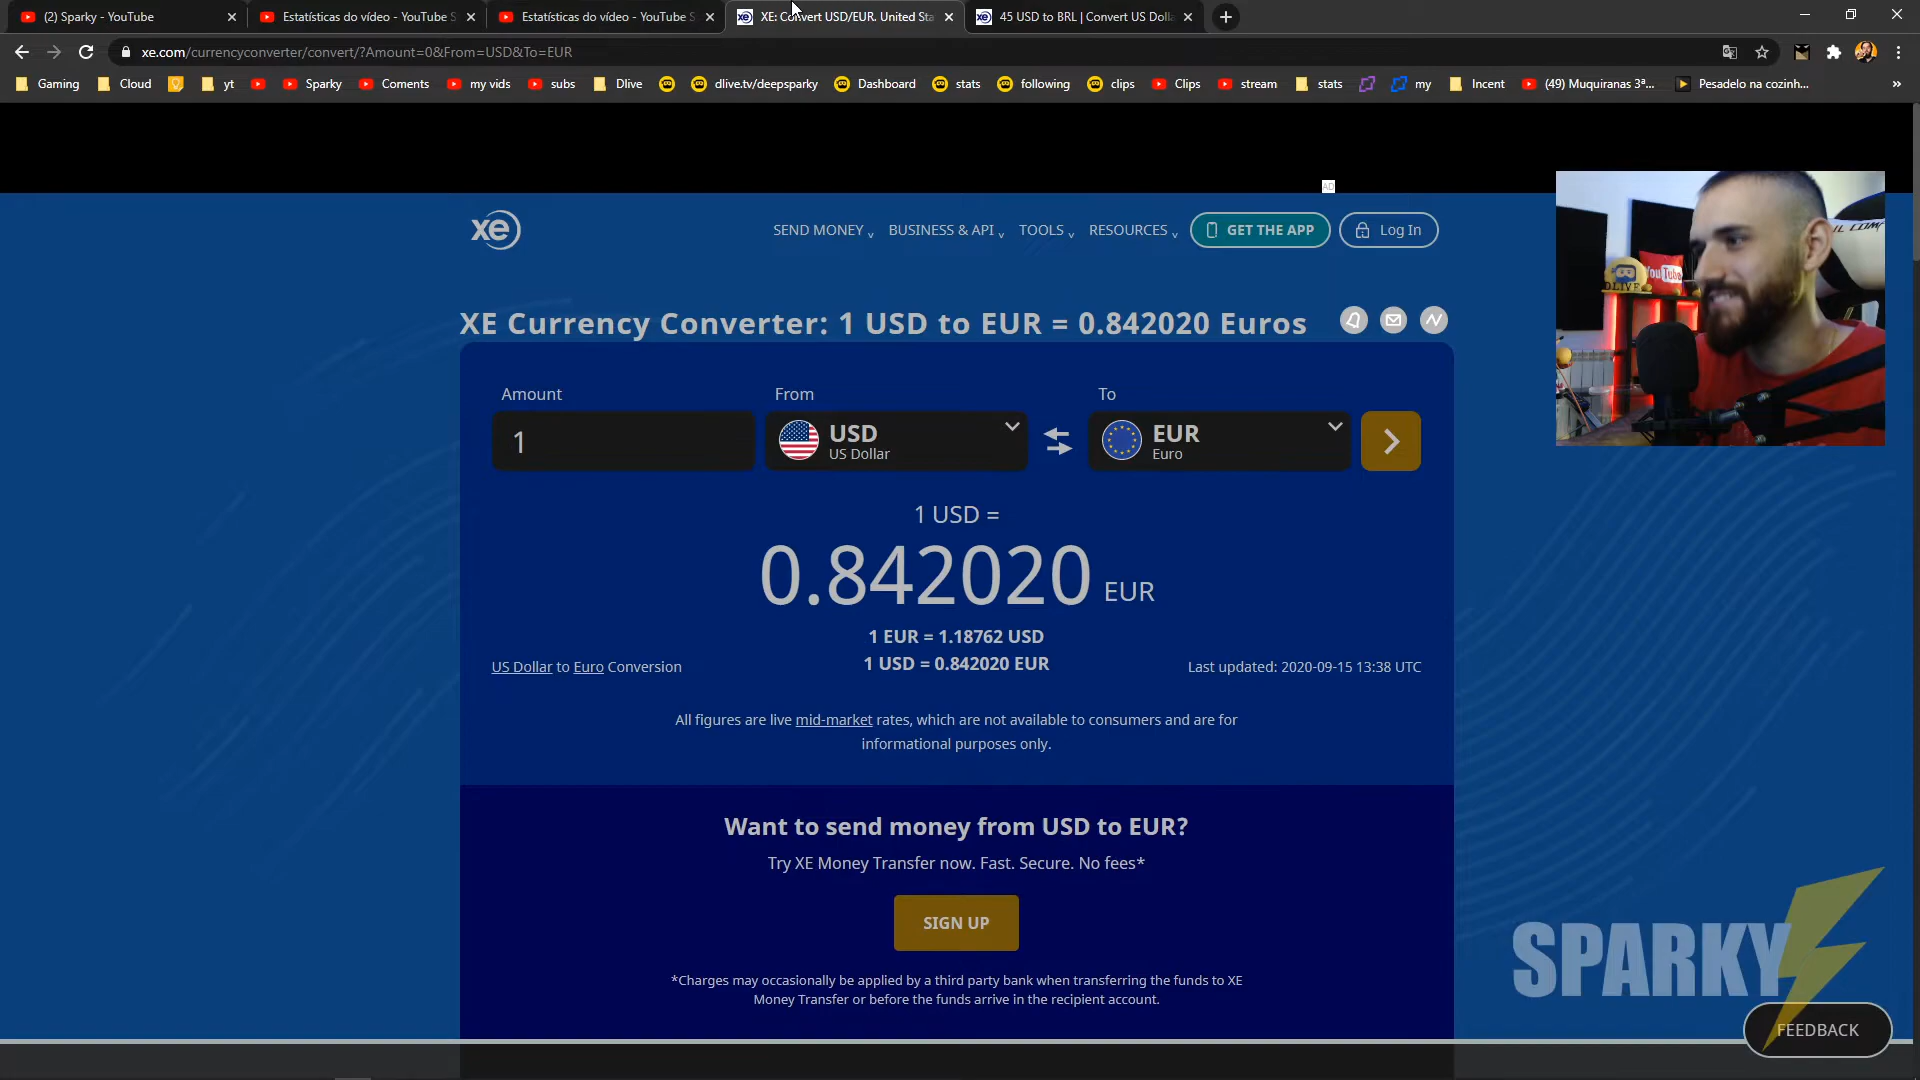 (2) Sparky - YouTube
Estatísticas do vídeo - YouTube S
Estatísticas do vídeo - YouTube S
XE: Convert USD/EUR. United Sta
45 USD to BRL | Convert US Dolla
xe.com/currencyconverter/convert/?Amount=0&From=USD&To=EUR
Gaming Cloud yt Sparky Coments my vids subs Dlive dlive.tv/deepsparky Dashboard stats following clips Clips stream stats my Incent (49) Muquiranas 3ª... Pesadelo na cozinh...
AD
xe
SEND MONEY BUSINESS & API TOOLS RESOURCES GET THE APP Log In
YouTube
DLIVE
XE Currency Converter: 1 USD to EUR = 0.842020 Euros
Amount From To
1
USD
US Dollar
EUR
Euro
1 USD =
0.842020 EUR
1 EUR = 1.18762 USD
1 USD = 0.842020 EUR
US Dollar to Euro Conversion
Last updated: 2020-09-15 13:38 UTC
All figures are live mid-market rates, which are not available to consumers and are for
informational purposes only.
Want to send money from USD to EUR?
Try XE Money Transfer now. Fast. Secure. No fees*
SIGN UP
*Charges may occasionally be applied by a third party bank when transferring the funds to XE
Money Transfer or before the funds arrive in the recipient account.
SPARKY
FEEDBACK